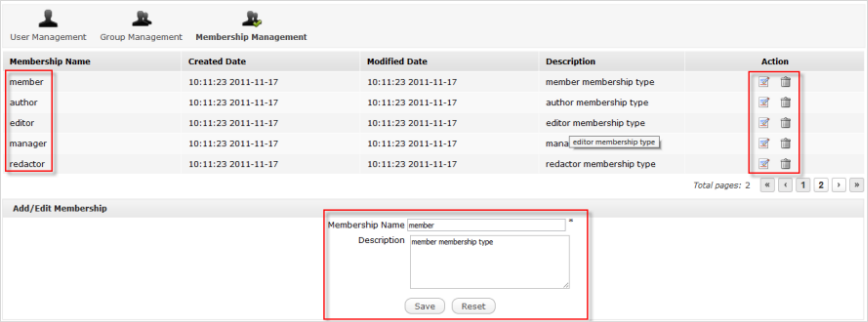 User Management Group Management Membership Management
Membership Name Created Date Modified Date Description Action
member 10:11:23 2011-11-17 10:11:23 2011-11-17 member membership type
author 10:11:23 2011-11-17 10:11:23 2011-11-17 author membership type
editor 10:11:23 2011-11-17 10:11:23 2011-11-17 editor membership type
manager 10:11:23 2011-11-17 10:11:23 2011-11-17 mana editor membership type
redactor 10:11:23 2011-11-17 10:11:23 2011-11-17 redactor membership type
Total pages: 2 « ‹ 1 2 › »
Add/Edit Membership
Membership Name member *
Description member membership type
Save Reset